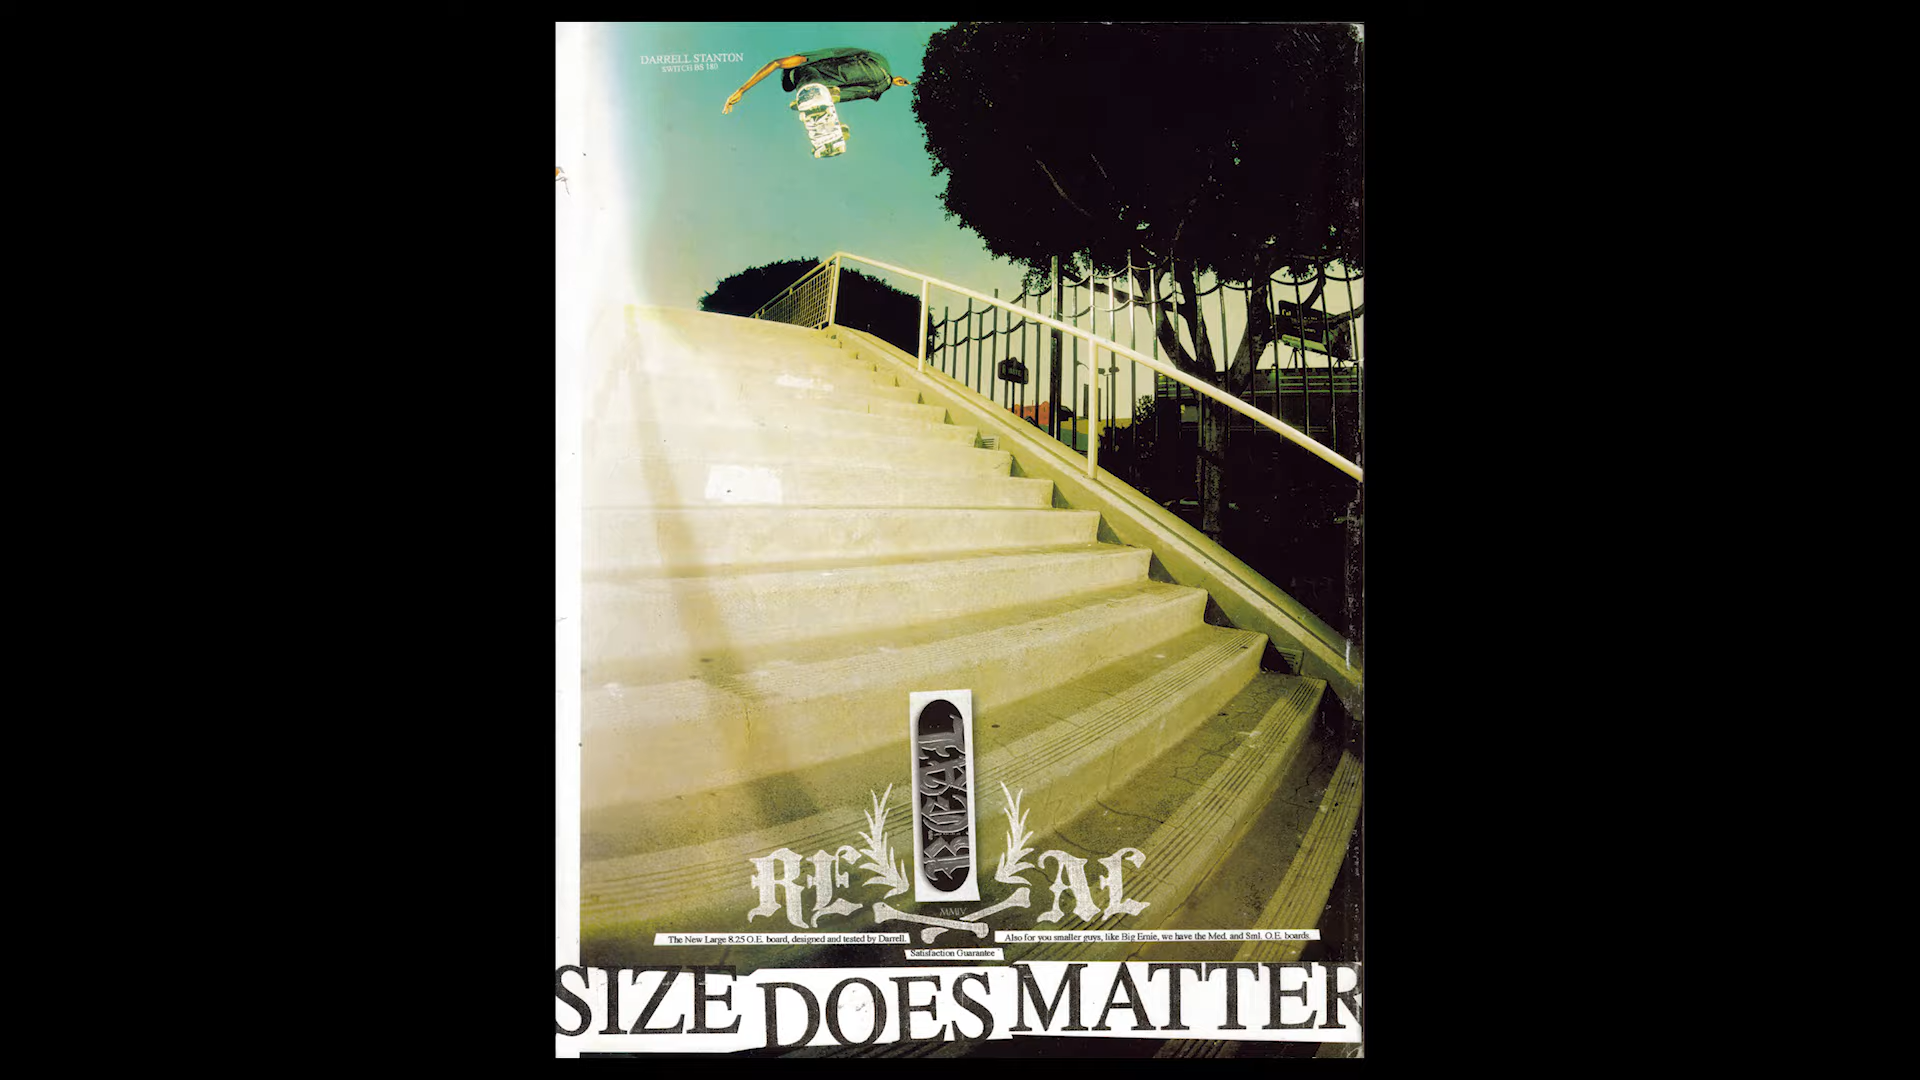 DARRELL STANTON
SWITCH BS 180
REAL
RE AL
MMIV
The New Large 8.25 O.E. board, designed and tested by Darrell.
Also for you smaller guys, like Big Ernie, we have the Med. and Sml. O.E. boards.
Satisfaction Guarantee
SIZE DOES MATTER